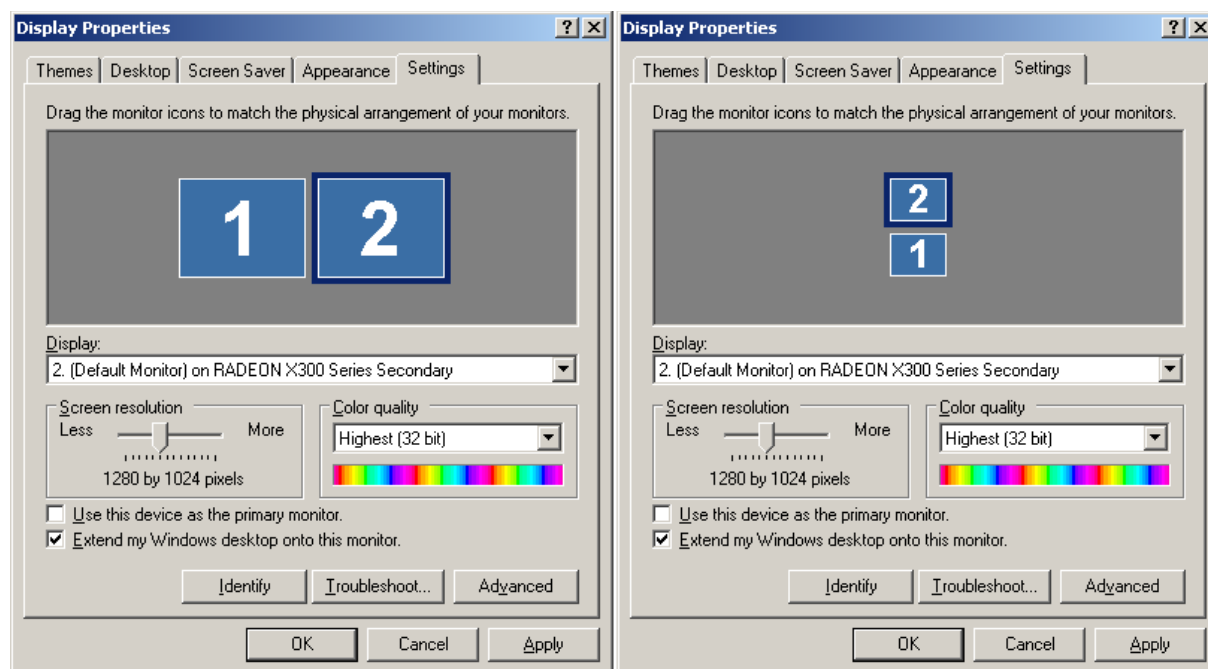 Display Properties
Themes Desktop Screen Saver Appearance Settings
Drag the monitor icons to match the physical arrangement of your monitors.
1 2
Display:
2. (Default Monitor) on RADEON X300 Series Secondary
Screen resolution
Less More
1280 by 1024 pixels
Color quality
Highest (32 bit)
Use this device as the primary monitor.
Extend my Windows desktop onto this monitor.
Identify Troubleshoot... Advanced
OK Cancel Apply
Display Properties
Themes Desktop Screen Saver Appearance Settings
Drag the monitor icons to match the physical arrangement of your monitors.
2
1
Display:
2. (Default Monitor) on RADEON X300 Series Secondary
Screen resolution
Less More
1280 by 1024 pixels
Color quality
Highest (32 bit)
Use this device as the primary monitor.
Extend my Windows desktop onto this monitor.
Identify Troubleshoot... Advanced
OK Cancel Apply